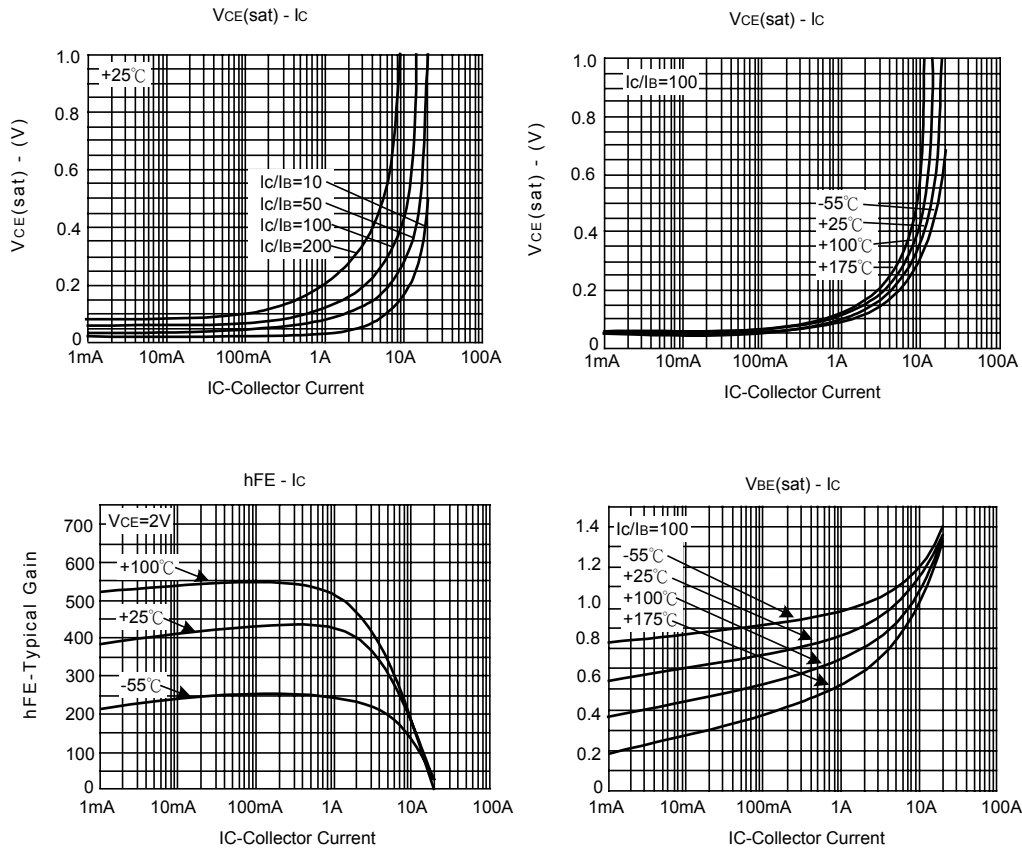 VCE(sat) - IC
+25℃
VCE(sat) - (V)
1.0
0.8
0.6
0.4
0.2
0
IC/IB=10
IC/IB=50
IC/IB=100
IC/IB=200
1mA 10mA 100mA 1A 10A 100A
IC-Collector Current
VCE(sat) - IC
IC/IB=100
VCE(sat) - (V)
1.0
0.8
0.6
0.4
0.2
0
-55℃
+25℃
+100℃
+175℃
1mA 10mA 100mA 1A 10A 100A
IC-Collector Current
hFE - IC
VCE=2V
hFE-Typical Gain
700
600
500
400
300
200
100
0
+100℃
+25℃
-55℃
1mA 10mA 100mA 1A 10A 100A
IC-Collector Current
VBE(sat) - IC
IC/IB=100
1.4
1.2
1.0
0.8
0.6
0.4
0.2
0
-55℃
+25℃
+100℃
+175℃
1mA 10mA 100mA 1A 10A 100A
IC-Collector Current